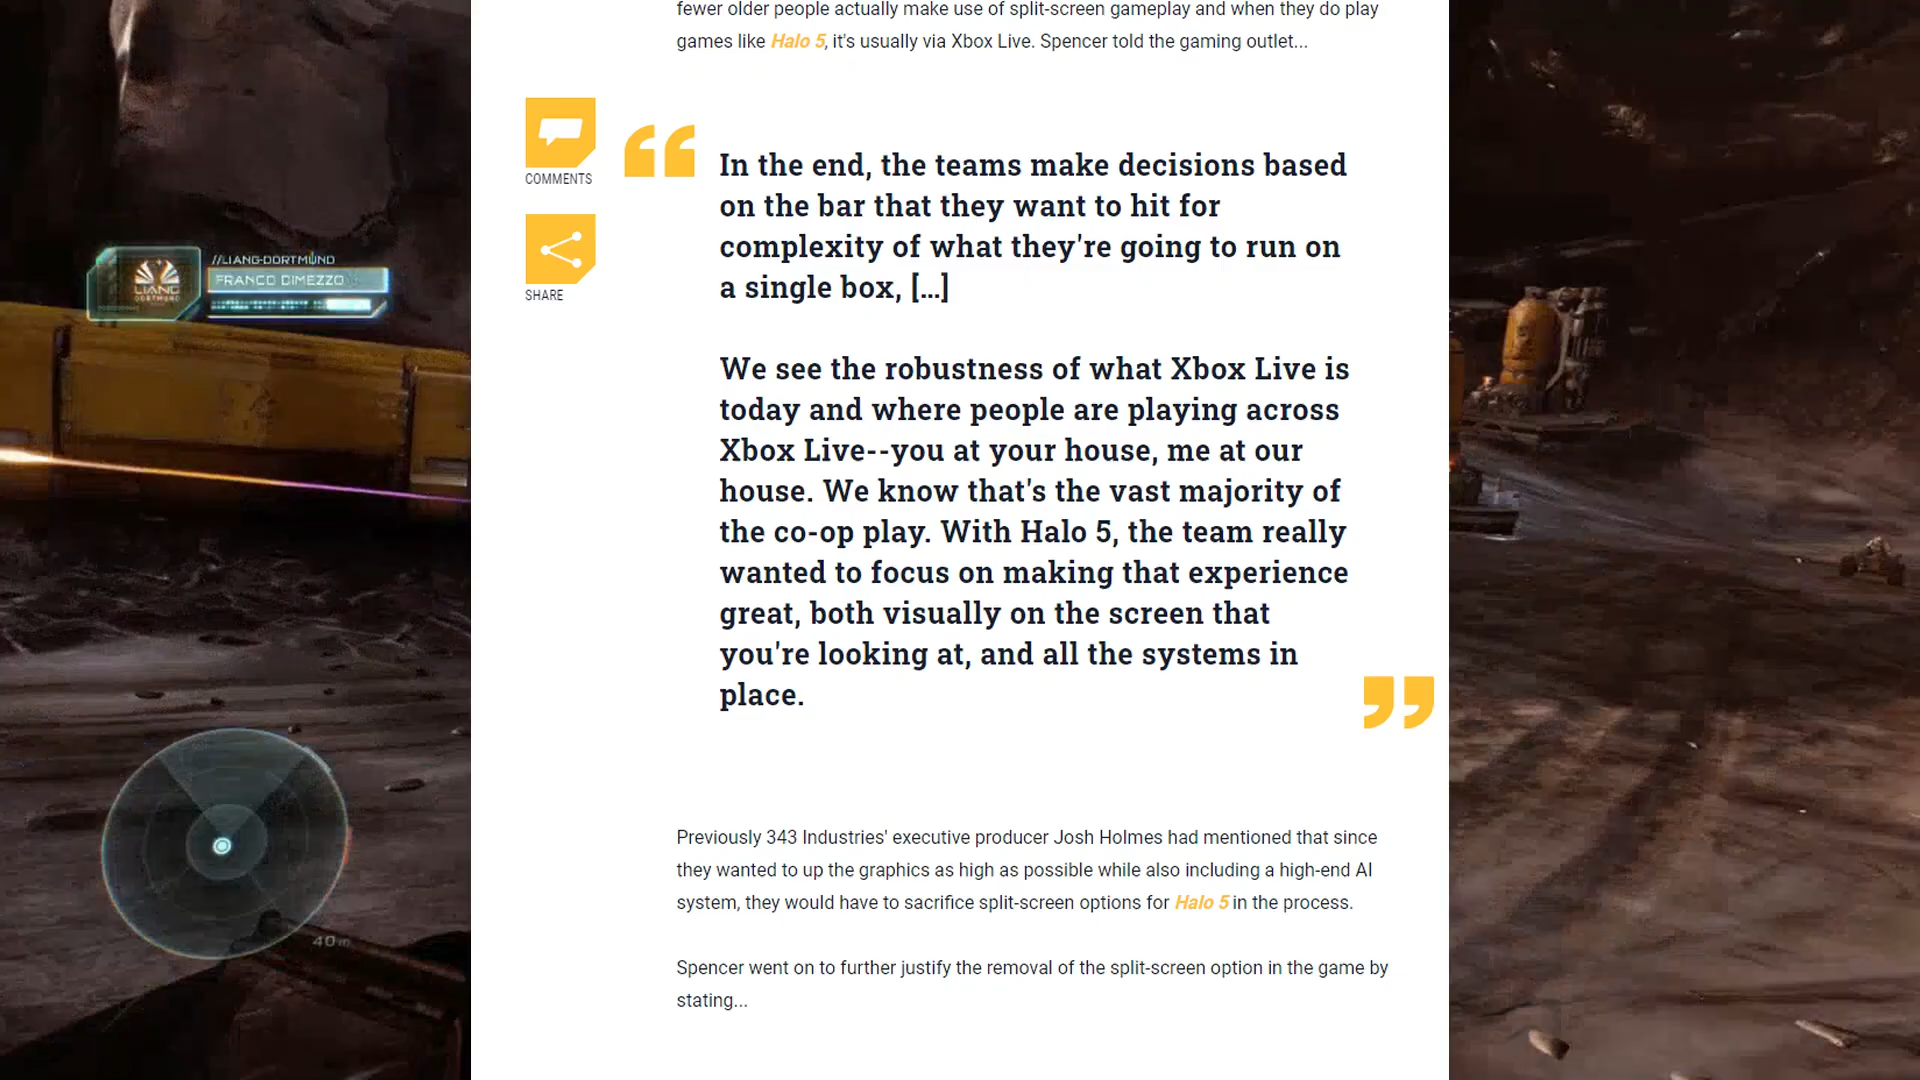 fewer older people actually make use of split-screen gameplay and when they do play
games like Halo 5, it's usually via Xbox Live. Spencer told the gaming outlet...
COMMENTS
SHARE
“
In the end, the teams make decisions based
on the bar that they want to hit for
complexity of what they're going to run on
a single box, [...]
We see the robustness of what Xbox Live is
today and where people are playing across
Xbox Live--you at your house, me at our
house. We know that's the vast majority of
the co-op play. With Halo 5, the team really
wanted to focus on making that experience
great, both visually on the screen that
you're looking at, and all the systems in
place.
”
Previously 343 Industries' executive producer Josh Holmes had mentioned that since
they wanted to up the graphics as high as possible while also including a high-end AI
system, they would have to sacrifice split-screen options for Halo 5 in the process.
Spencer went on to further justify the removal of the split-screen option in the game by
stating...
//LIANG-DORTMUND
FRANCO DIMEZZO
LIANG
DORTMUND
40m